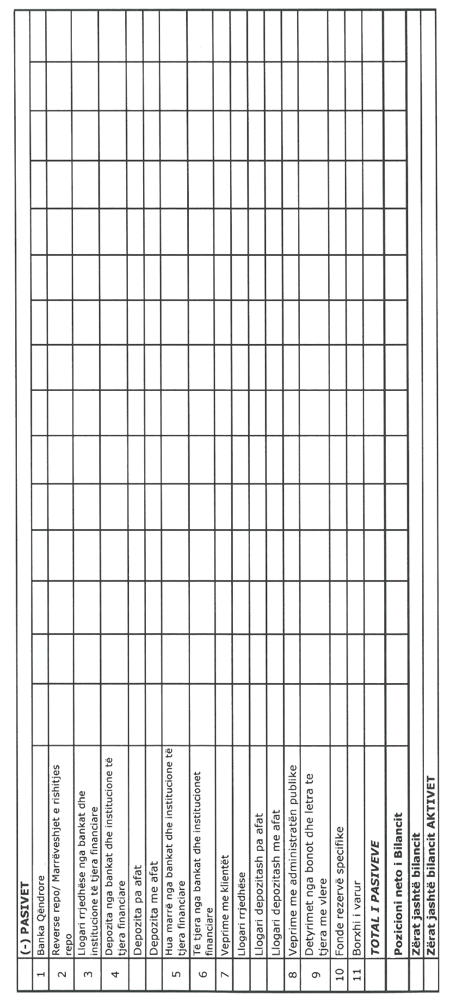 (-) PASIVET
1 Banka Qëndrore
2 Reverse repo/ Marrëveshjet e rishitjes
repo
3 Llogari rrjedhëse nga bankat dhe
institucione të tjera financiare
4 Depozita nga bankat dhe institucione të
tjera financiare
Depozita pa afat
Depozita me afat
5 Hua marrë nga bankat dhe institucione të
tjera financiare
6 Të tjera nga bankat dhe institucionet
financiare
7 Veprime me klientët
Llogari rrjedhëse
Llogari depozitash pa afat
Llogari depozitash me afat
8 Veprime me administratën publike
9 Detyrimet nga bonot dhe letra te
tjera me vlere
10 Fonde rezervë specifike
11 Borxhi i varur
TOTAL I PASIVEVE
Pozicioni neto i Bilancit
Zërat jashtë bilancit
Zërat jashtë bilancit AKTIVET